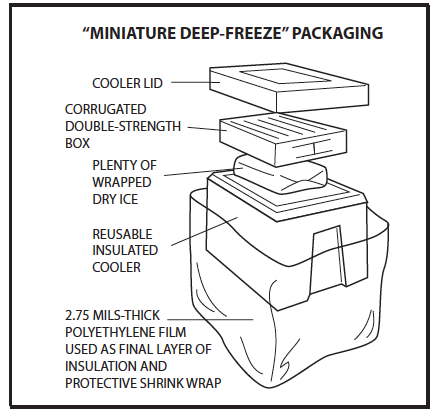 “MINIATURE DEEP-FREEZE” PACKAGING
COOLER LID
CORRUGATED
DOUBLE-STRENGTH
BOX
PLENTY OF
WRAPPED
DRY ICE
REUSABLE
INSULATED
COOLER
2.75 MILS-THICK
POLYETHYLENE FILM
USED AS FINAL LAYER OF
INSULATION AND
PROTECTIVE SHRINK WRAP